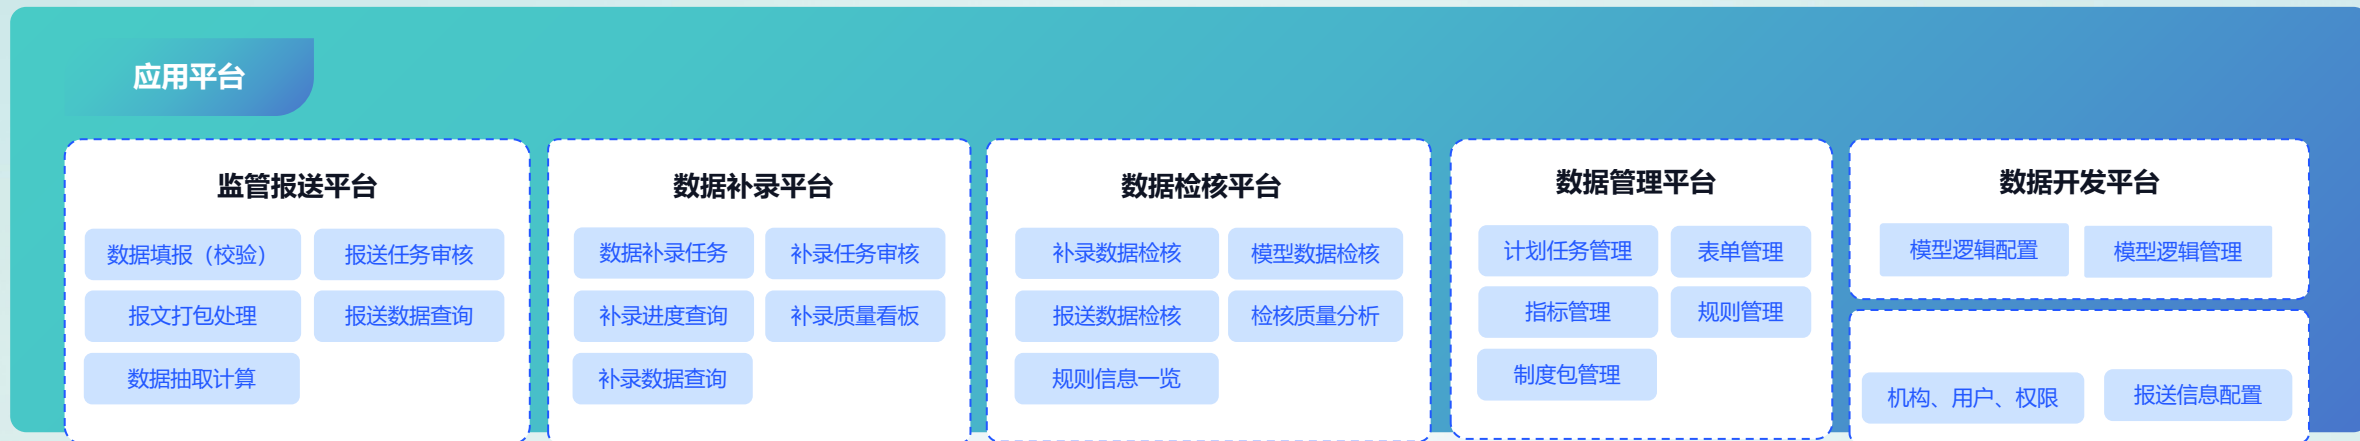 应用平台
监管报送平台
数据填报（校验）
报送任务审核
报文打包处理
报送数据查询
数据抽取计算
数据补录平台
数据补录任务
补录任务审核
补录进度查询
补录质量看板
补录数据查询
数据检核平台
补录数据检核
模型数据检核
报送数据检核
检核质量分析
规则信息一览
数据管理平台
计划任务管理
表单管理
指标管理
规则管理
制度包管理
数据开发平台
模型逻辑配置
模型逻辑管理
机构、用户、权限
报送信息配置